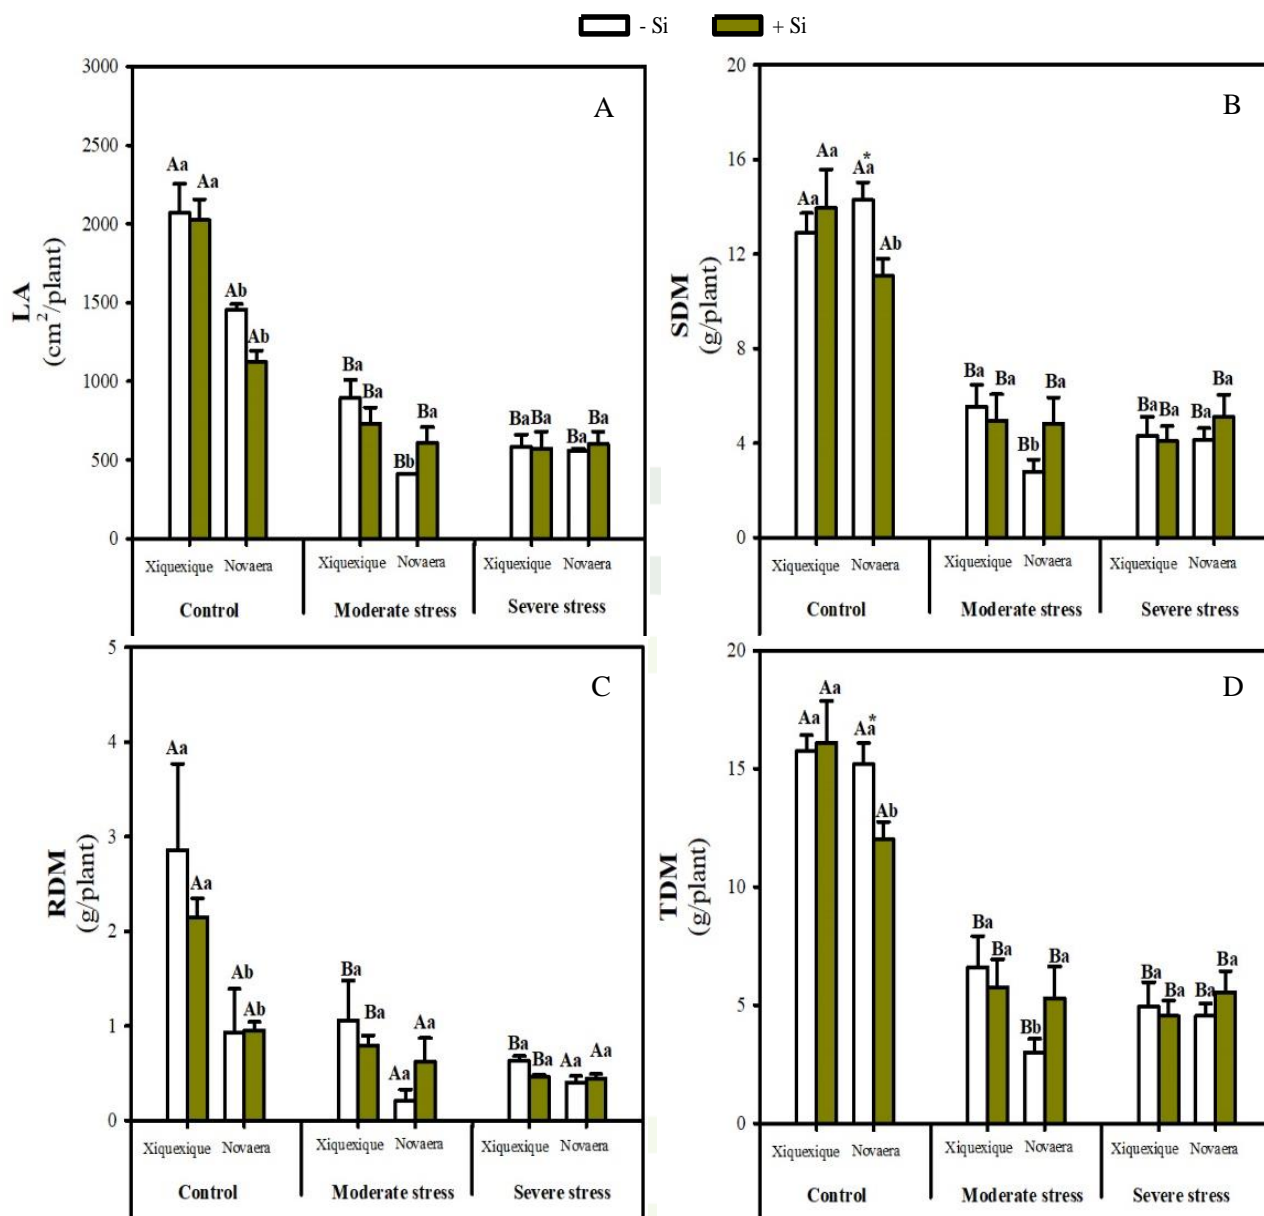 - Si + Si
3000
2500
2000
1500
1000
500
0
LA
(cm²/plant)
A
Aa Aa Ab Ab Ba Ba Bb Ba Ba Ba Ba Ba
Xiquexique Novaera Xiquexique Novaera Xiquexique Novaera
Control Moderate stress Severe stress
20
16
12
8
4
0
SDM
(g/plant)
B
Aa Aa Aa* Ab Ba Ba Bb Ba Ba Ba Ba Ba
Xiquexique Novaera Xiquexique Novaera Xiquexique Novaera
Control Moderate stress Severe stress
5
4
3
2
1
0
RDM
(g/plant)
C
Aa Aa Ab Ab Ba Ba Aa Aa Ba Ba Aa Aa
Xiquexique Novaera Xiquexique Novaera Xiquexique Novaera
Control Moderate stress Severe stress
20
15
10
5
0
TDM
(g/plant)
D
Aa Aa Aa* Ab Ba Ba Bb Ba Ba Ba Ba Ba
Xiquexique Novaera Xiquexique Novaera Xiquexique Novaera
Control Moderate stress Severe stress